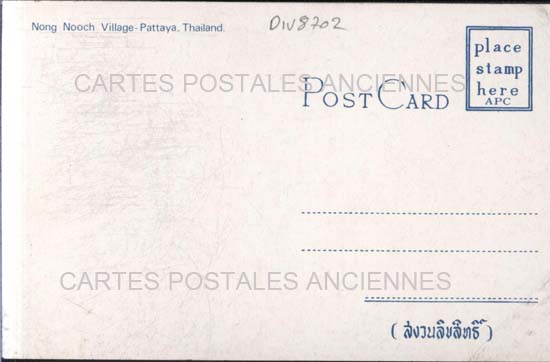 Nong Nooch Village - Pattaya. Thailand.
DIV8702
place
stamp
here
APC
CARTES POSTALES ANCIENNES
POST CARD
CARTES POSTALES ANCIENNES
(สงวนลิขสิทธิ์)